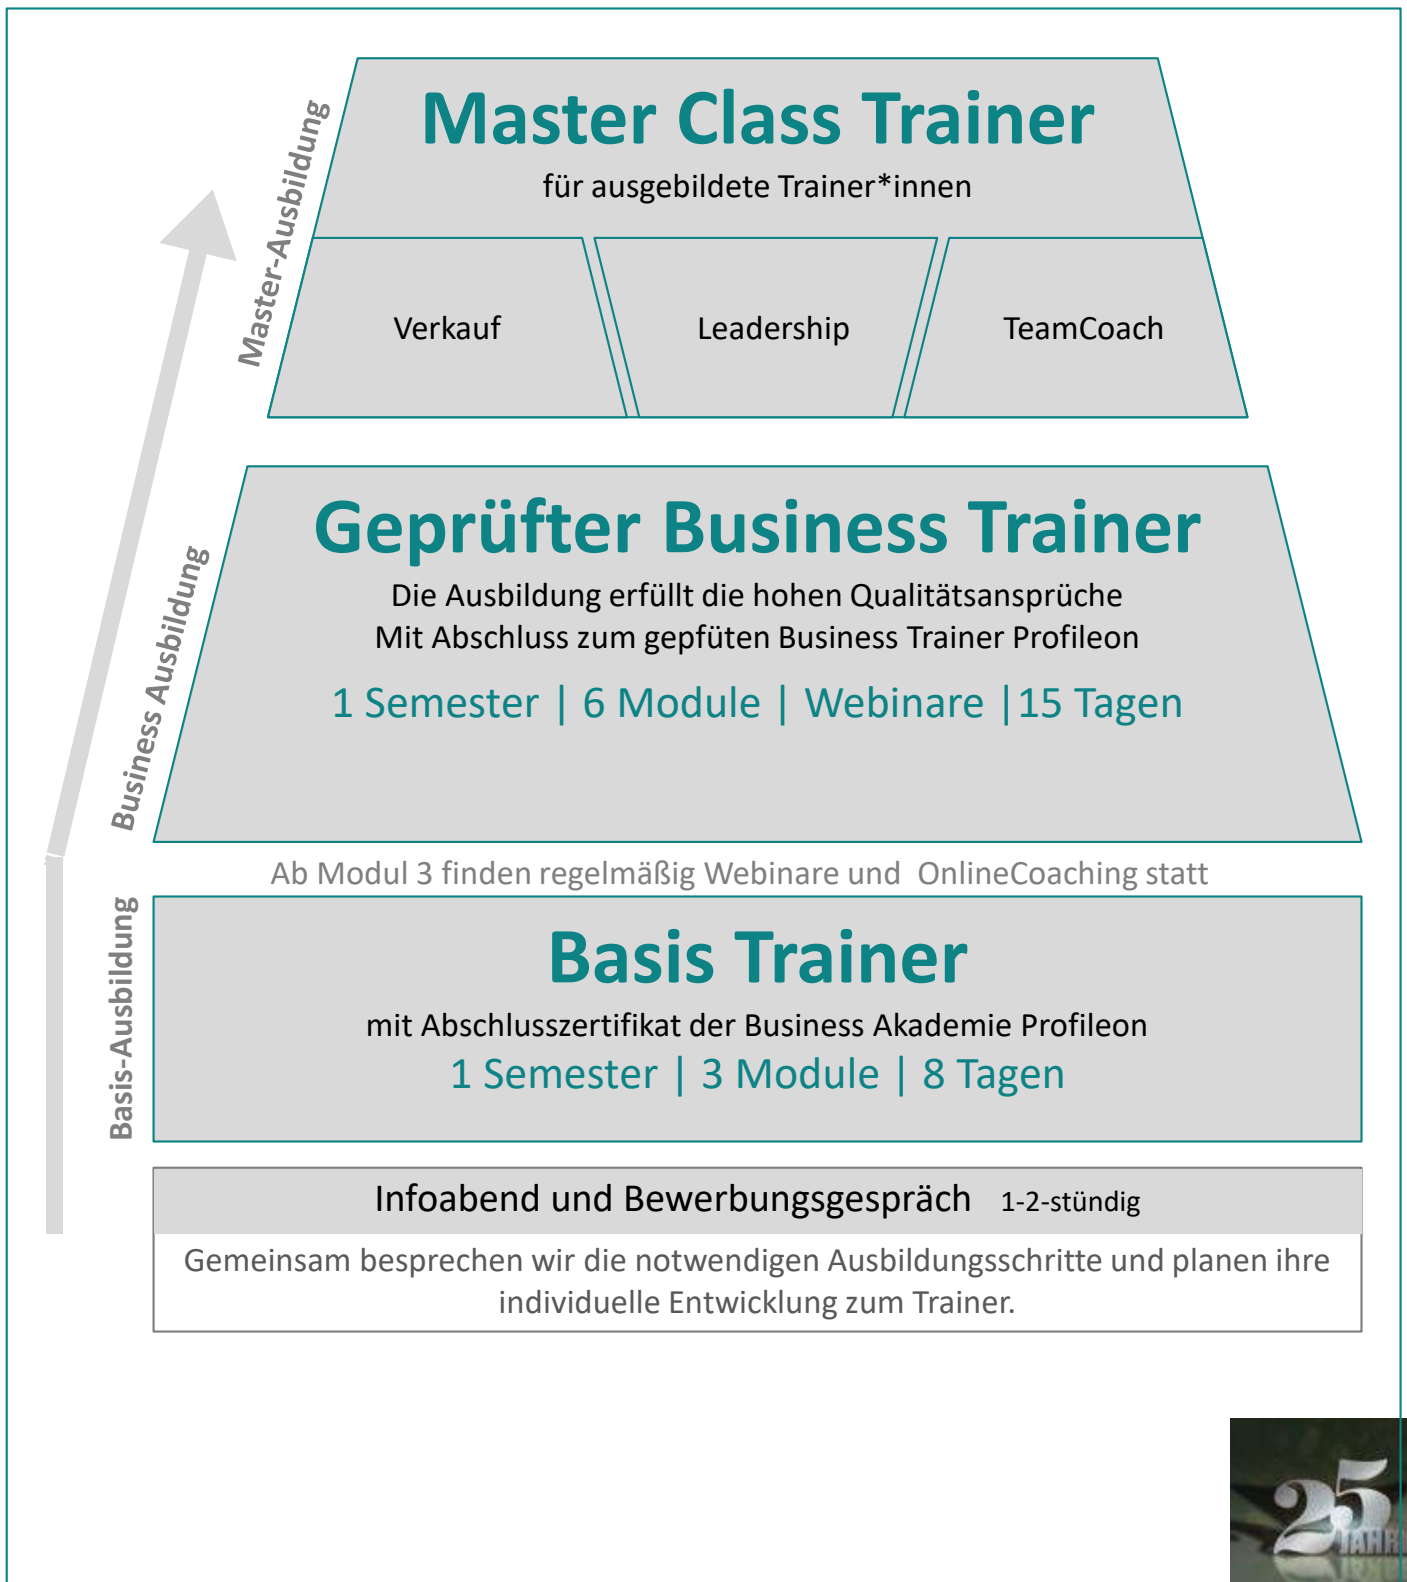 Master-Ausbildung
Master Class Trainer
für ausgebildete Trainer*innen
Verkauf
Leadership
TeamCoach
Business Ausbildung
Geprüfter Business Trainer
Die Ausbildung erfüllt die hohen Qualitätsansprüche
Mit Abschluss zum gepfüten Business Trainer Profileon
1 Semester | 6 Module | Webinare |15 Tagen
Ab Modul 3 finden regelmäßig Webinare und OnlineCoaching statt
Basis-Ausbildung
Basis Trainer
mit Abschlusszertifikat der Business Akademie Profileon
1 Semester | 3 Module | 8 Tagen
Infoabend und Bewerbungsgespräch 1-2-stündig
Gemeinsam besprechen wir die notwendigen Ausbildungsschritte und planen ihre
individuelle Entwicklung zum Trainer.
25
JAHR